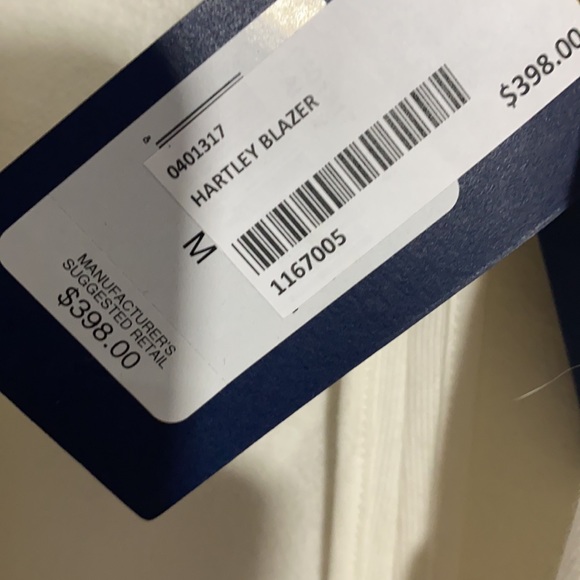 0401317
HARTLEY BLAZER
$398.00
1167005
M
MANUFACTURER'S
SUGGESTED RETAIL
$398.00